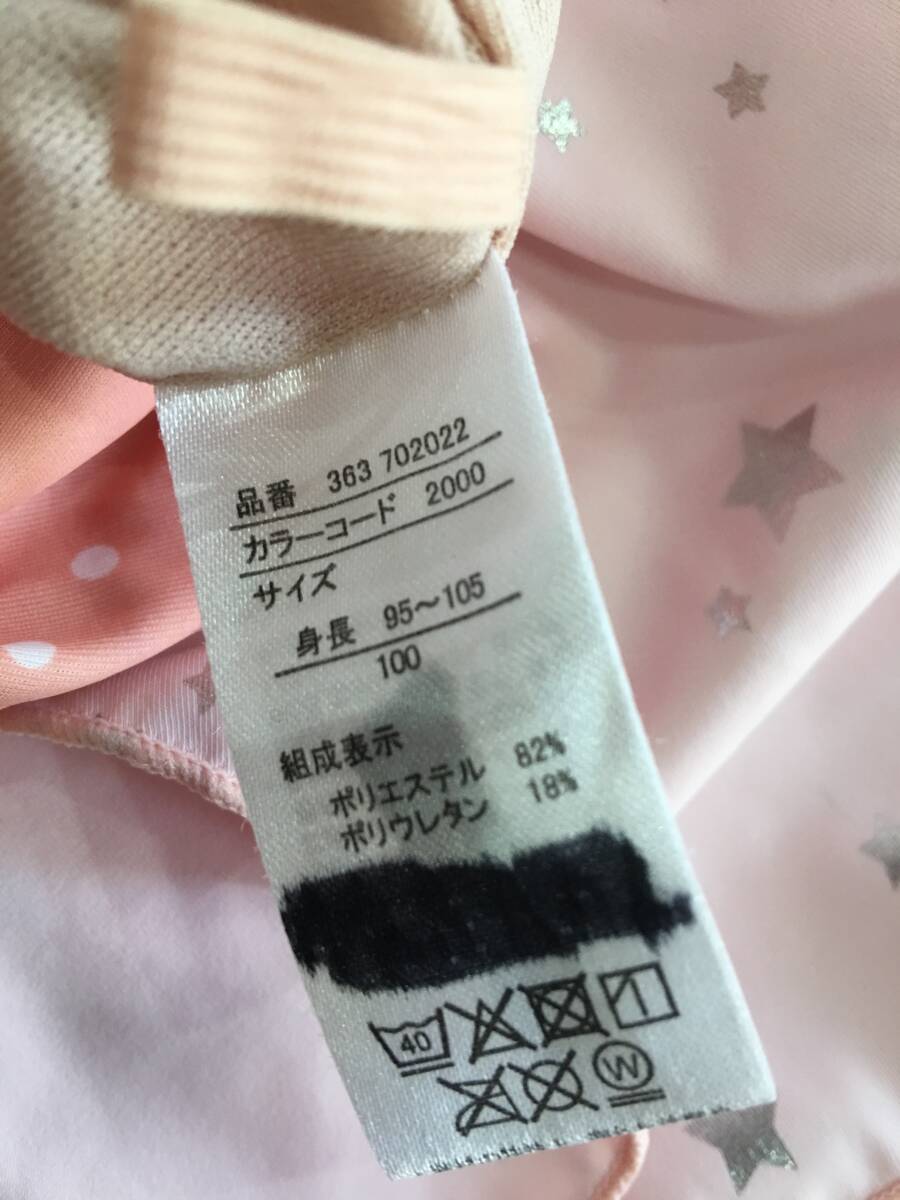 品番 363 702022
カラーコード 2000
サイズ
身長 95～105
100
組成表示
ポリエステル 82%
ポリウレタン 18%
40
W